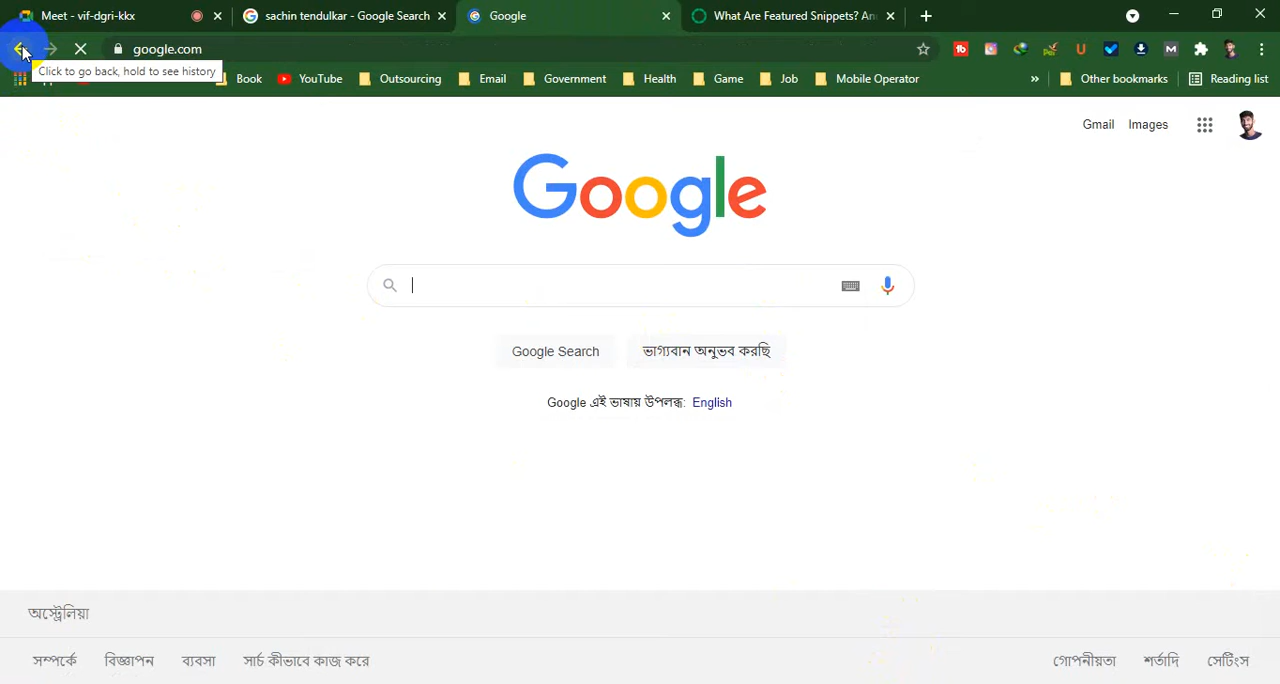 Meet - vif-dgri-kkx
sachin tendulkar - Google Search
Google
What Are Featured Snippets? An
google.com
Click to go back, hold to see history
Book
YouTube
Outsourcing
Email
Government
Health
Game
Job
Mobile Operator
»
Other bookmarks
Reading list
Gmail
Images
Google
Google Search
ভাগ্যবান অনুভব করছি
Google এই ভাষায় উপলব্ধ: English
অস্ট্রেলিয়া
সম্পর্কে
বিজ্ঞাপন
ব্যবসা
সার্চ কীভাবে কাজ করে
গোপনীয়তা
শর্তাদি
সেটিংস